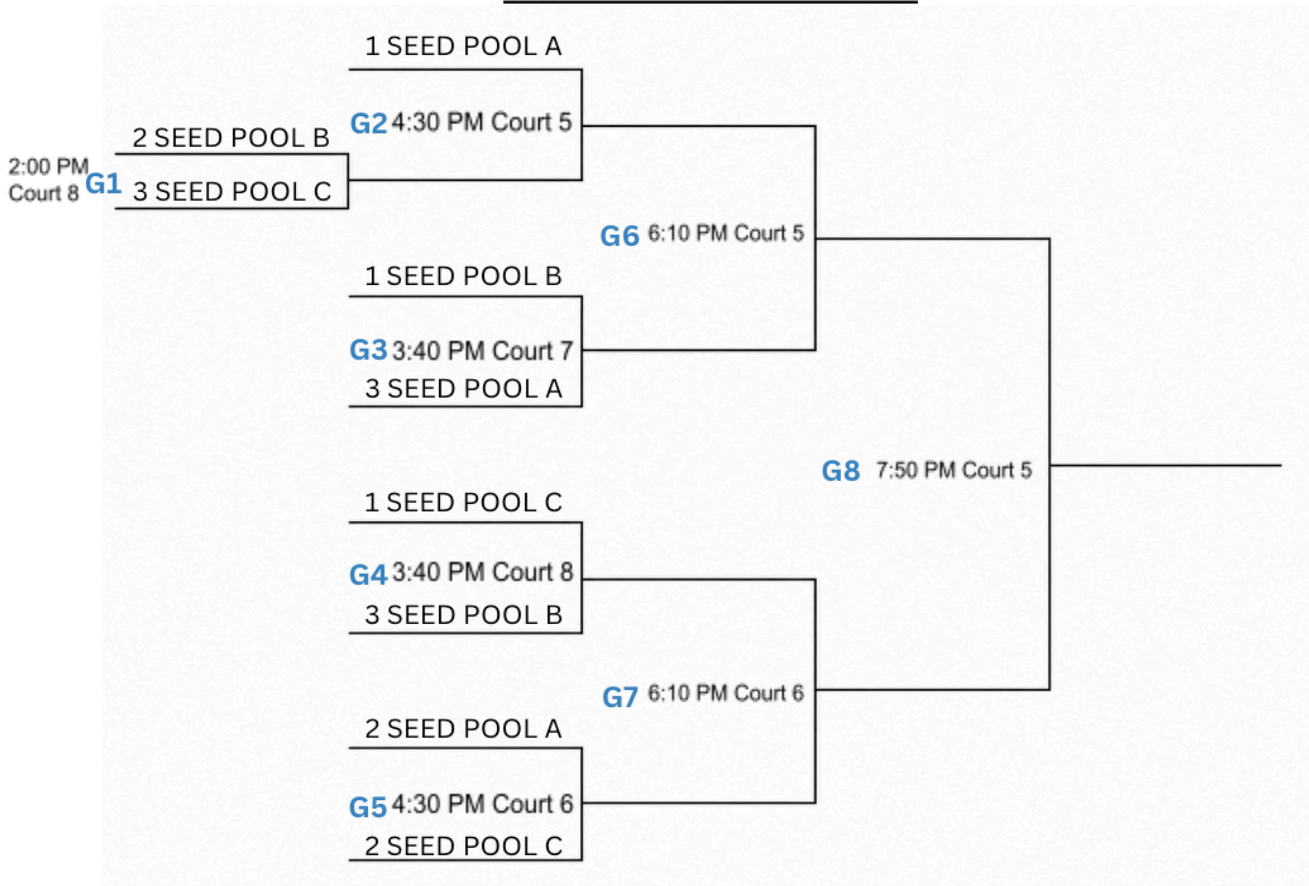 1 SEED POOL A
G2 4:30 PM Court 5
2 SEED POOL B
2:00 PM
Court 8 G1
3 SEED POOL C
G6 6:10 PM Court 5
1 SEED POOL B
G3 3:40 PM Court 7
3 SEED POOL A
G8 7:50 PM Court 5
1 SEED POOL C
G4 3:40 PM Court 8
3 SEED POOL B
G7 6:10 PM Court 6
2 SEED POOL A
G5 4:30 PM Court 6
2 SEED POOL C